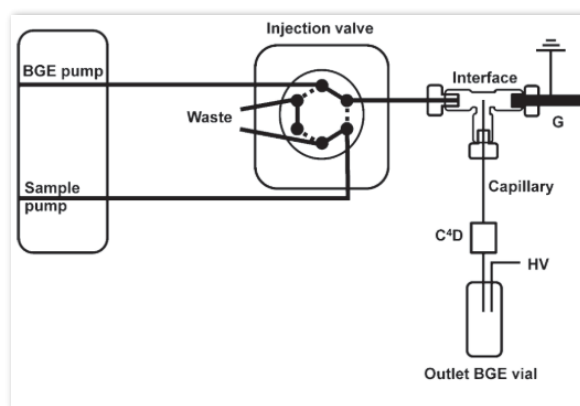 Injection valve
BGE pump
Interface
Waste
G
Sample
pump
Capillary
C⁴D
HV
Outlet BGE vial